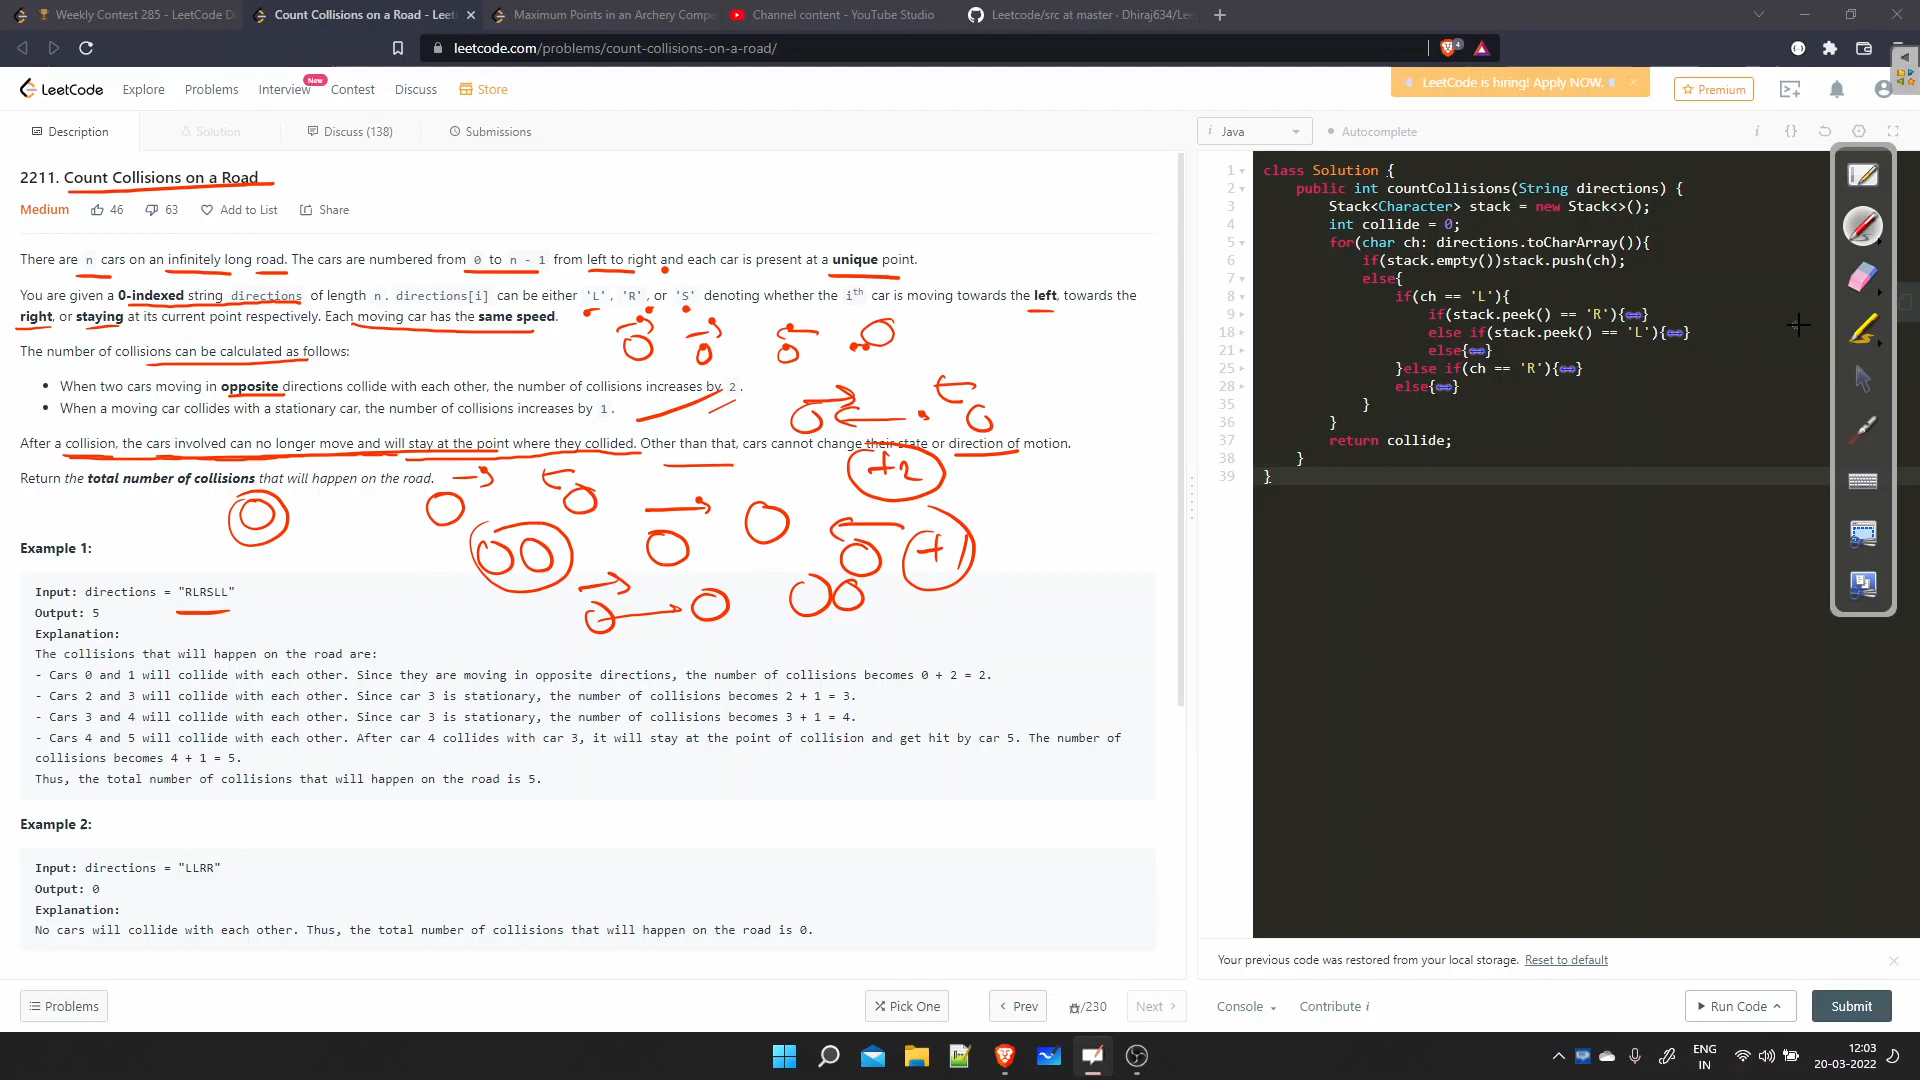 Weekly Contest 285 - LeetCode D
Count Collisions on a Road - Leet
Maximum Points in an Archery Compe
Channel content - YouTube Studio
Leetcode/src at master · Dhiraj634/Le
leetcode.com/problems/count-collisions-on-a-road/
4
LeetCode
Explore
Problems
Interview
New
Contest
Discuss
Store
LeetCode is hiring! Apply NOW.
Premium
Description
Solution
Discuss (138)
Submissions
i Java
Autocomplete
2211. Count Collisions on a Road
Medium
46
63
Add to List
Share
There are n cars on an infinitely long road. The cars are numbered from 0 to n - 1 from left to right and each car is present at a unique point.
You are given a 0-indexed string directions of length n. directions[i] can be either 'L', 'R', or 'S' denoting whether the ith car is moving towards the left, towards the
right, or staying at its current point respectively. Each moving car has the same speed.
The number of collisions can be calculated as follows:
• When two cars moving in opposite directions collide with each other, the number of collisions increases by 2.
• When a moving car collides with a stationary car, the number of collisions increases by 1.
After a collision, the cars involved can no longer move and will stay at the point where they collided. Other than that, cars cannot change their state or direction of motion.
Return the total number of collisions that will happen on the road.
+2
+1
Example 1:
Input: directions = "RLRSLL"
Output: 5
Explanation:
The collisions that will happen on the road are:
- Cars 0 and 1 will collide with each other. Since they are moving in opposite directions, the number of collisions becomes 0 + 2 = 2.
- Cars 2 and 3 will collide with each other. Since car 3 is stationary, the number of collisions becomes 2 + 1 = 3.
- Cars 3 and 4 will collide with each other. Since car 3 is stationary, the number of collisions becomes 3 + 1 = 4.
- Cars 4 and 5 will collide with each other. After car 4 collides with car 3, it will stay at the point of collision and get hit by car 5. The number of
collisions becomes 4 + 1 = 5.
Thus, the total number of collisions that will happen on the road is 5.
Example 2:
Input: directions = "LLRR"
Output: 0
Explanation:
No cars will collide with each other. Thus, the total number of collisions that will happen on the road is 0.
1 class Solution {
2 public int countCollisions(String directions) {
3 Stack<Character> stack = new Stack<>();
4 int collide = 0;
5 for(char ch: directions.toCharArray()){
6 if(stack.empty())stack.push(ch);
7 else{
8 if(ch == 'L'){
9 if(stack.peek() == 'R'){}
18 else if(stack.peek() == 'L'){}
21 else{}
25 }else if(ch == 'R'){}
28 else{}
35 }
36 }
37 return collide;
38 }
39 }
Your previous code was restored from your local storage. Reset to default
Problems
Pick One
Prev
/230
Next
Console
Contribute i
Run Code
Submit
ENG
IN
12:03
20-03-2022